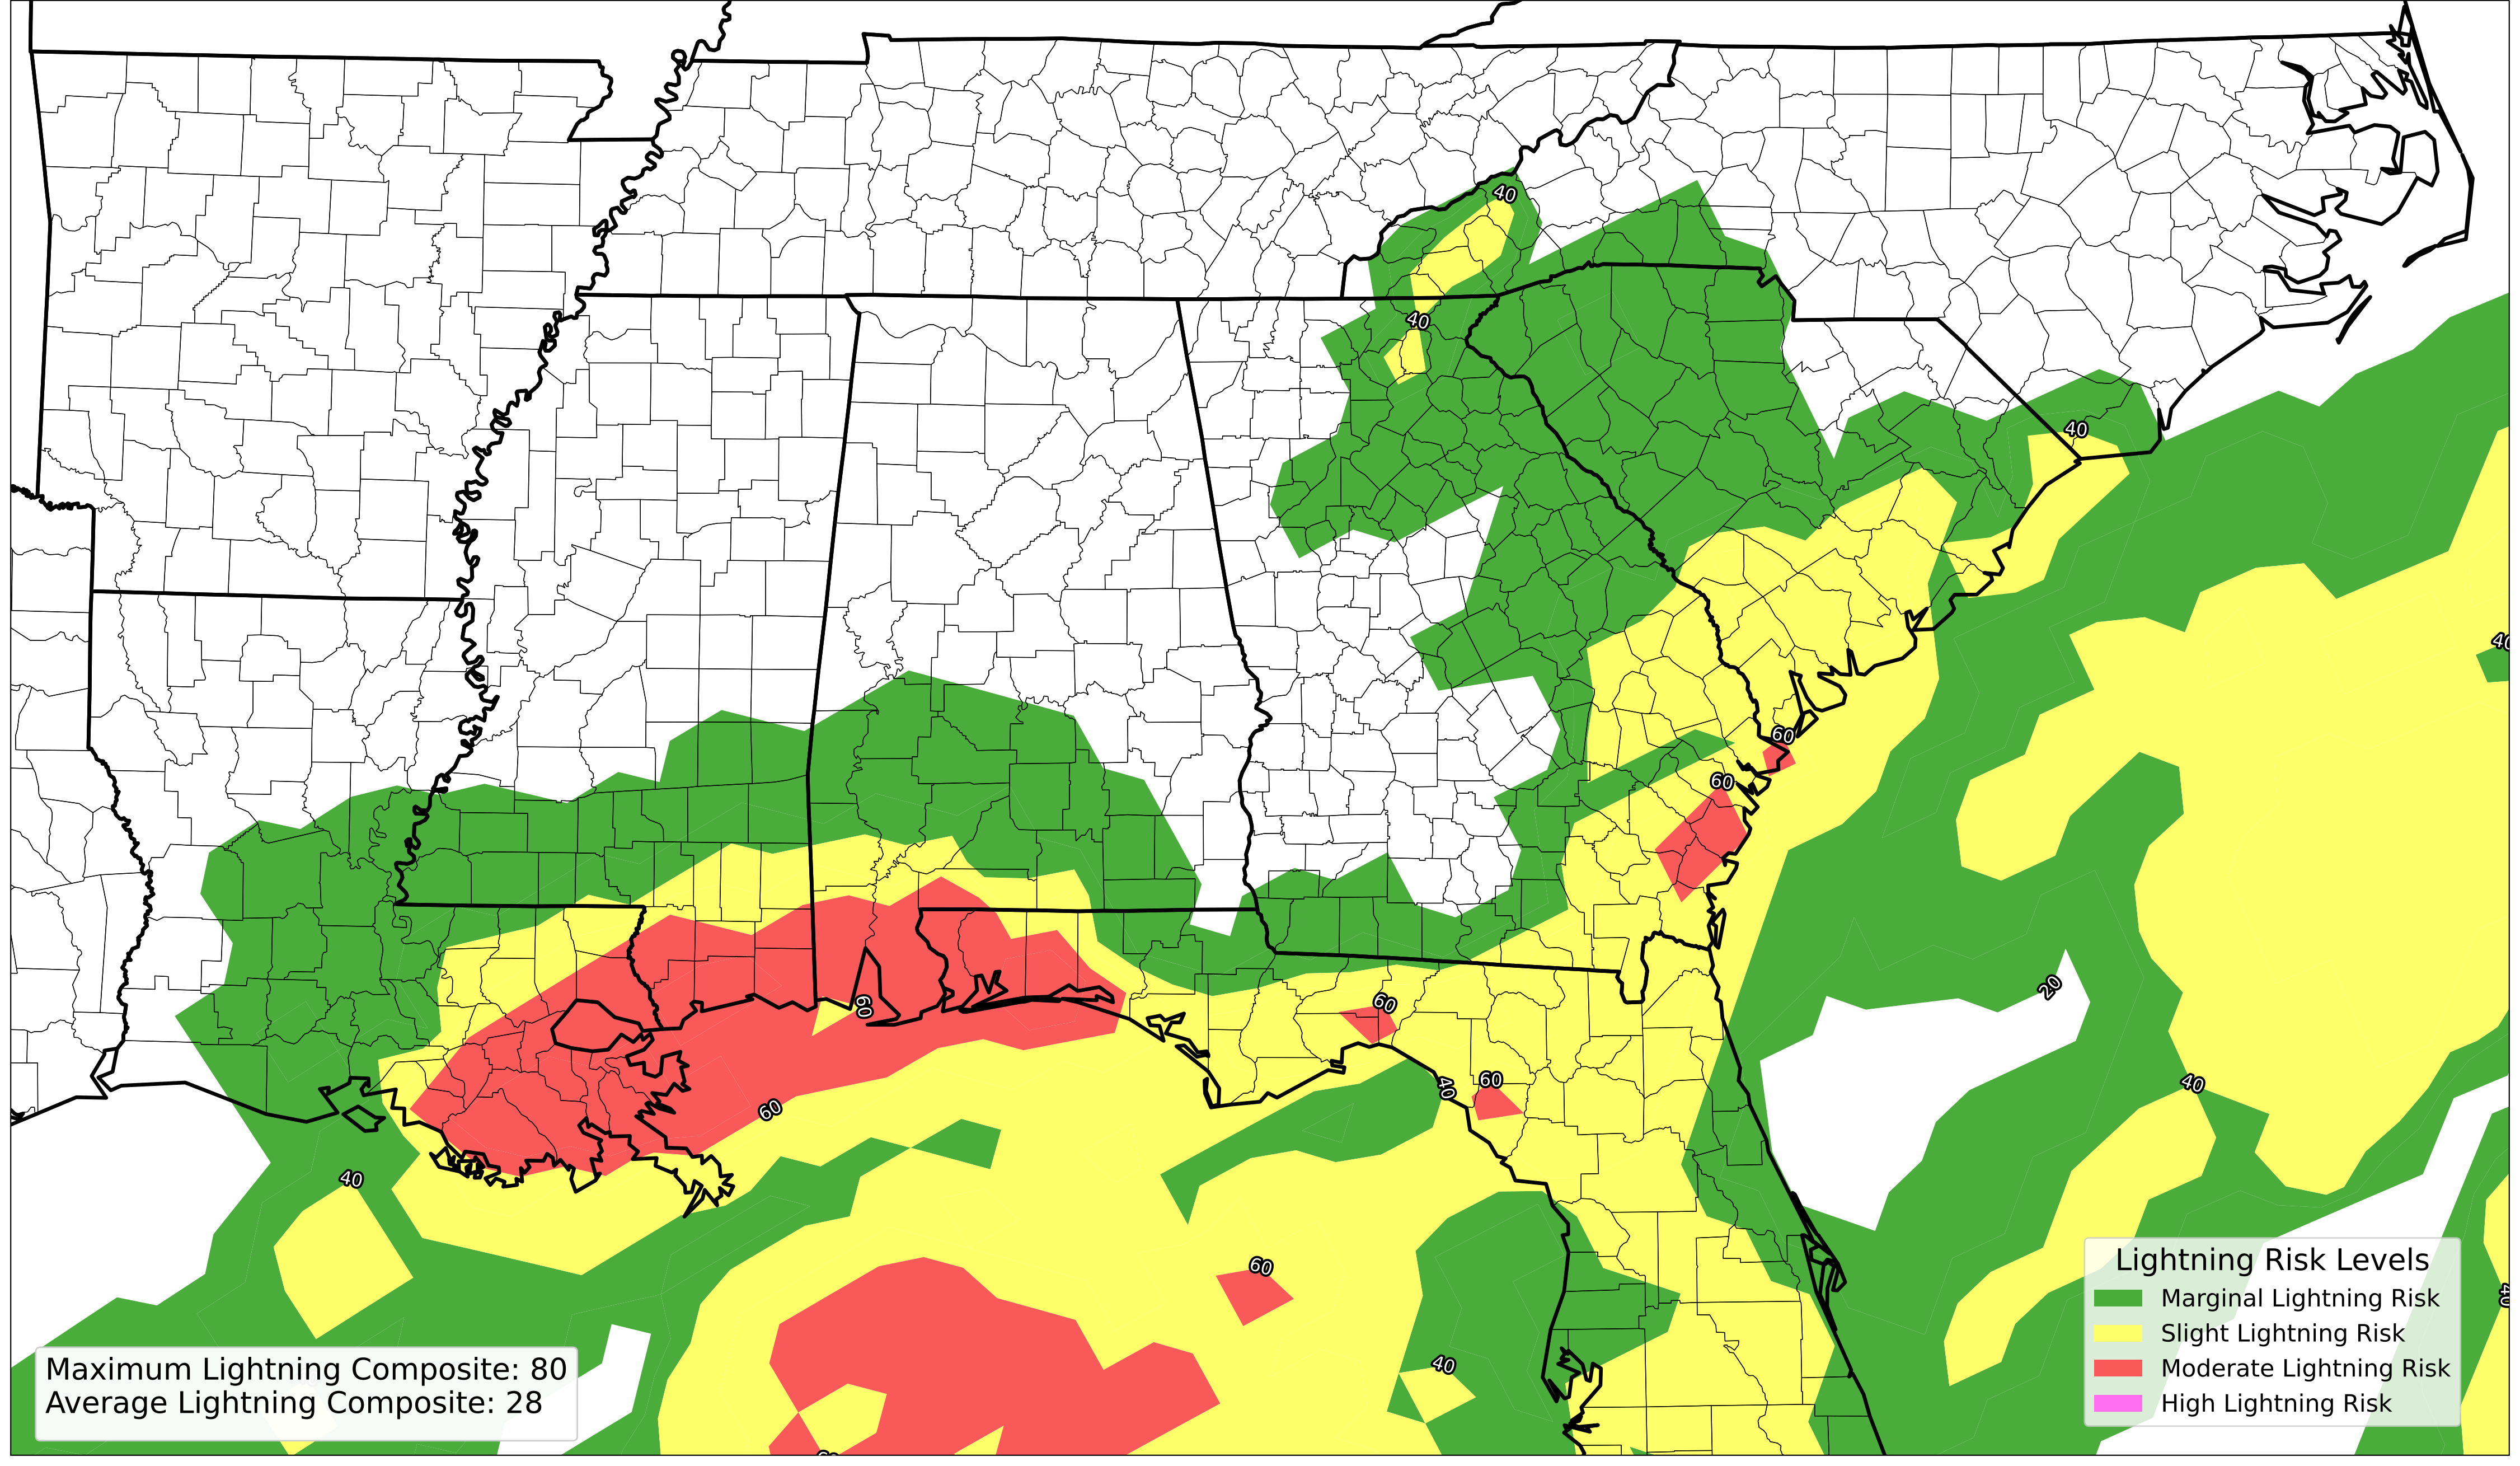 40
40
40
40
60
60
20
60
60
60
40
60
40
40
60
40
40
Lightning Risk Levels
Marginal Lightning Risk
Slight Lightning Risk
Moderate Lightning Risk
High Lightning Risk
Maximum Lightning Composite: 80
Average Lightning Composite: 28